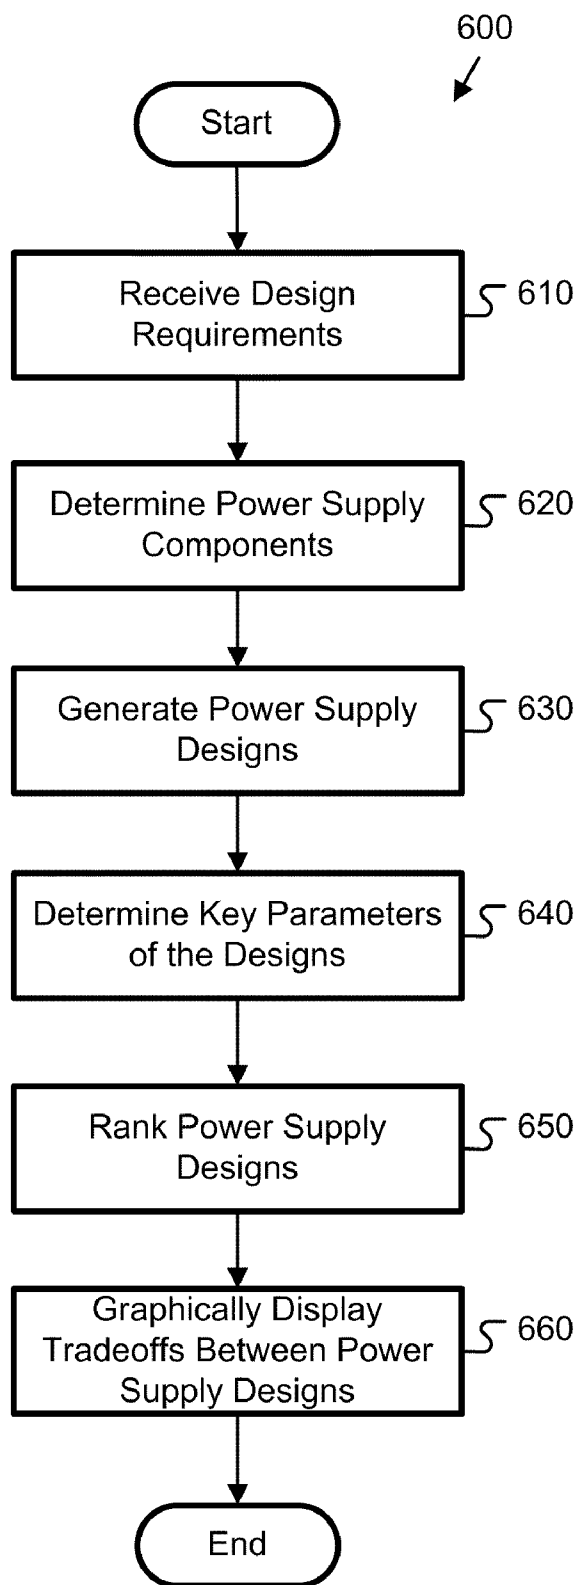 600
Start
Receive Design
Requirements
610
Determine Power Supply
Components
620
Generate Power Supply
Designs
630
Determine Key Parameters
of the Designs
640
Rank Power Supply
Designs
650
Graphically Display
Tradeoffs Between Power
Supply Designs
660
End